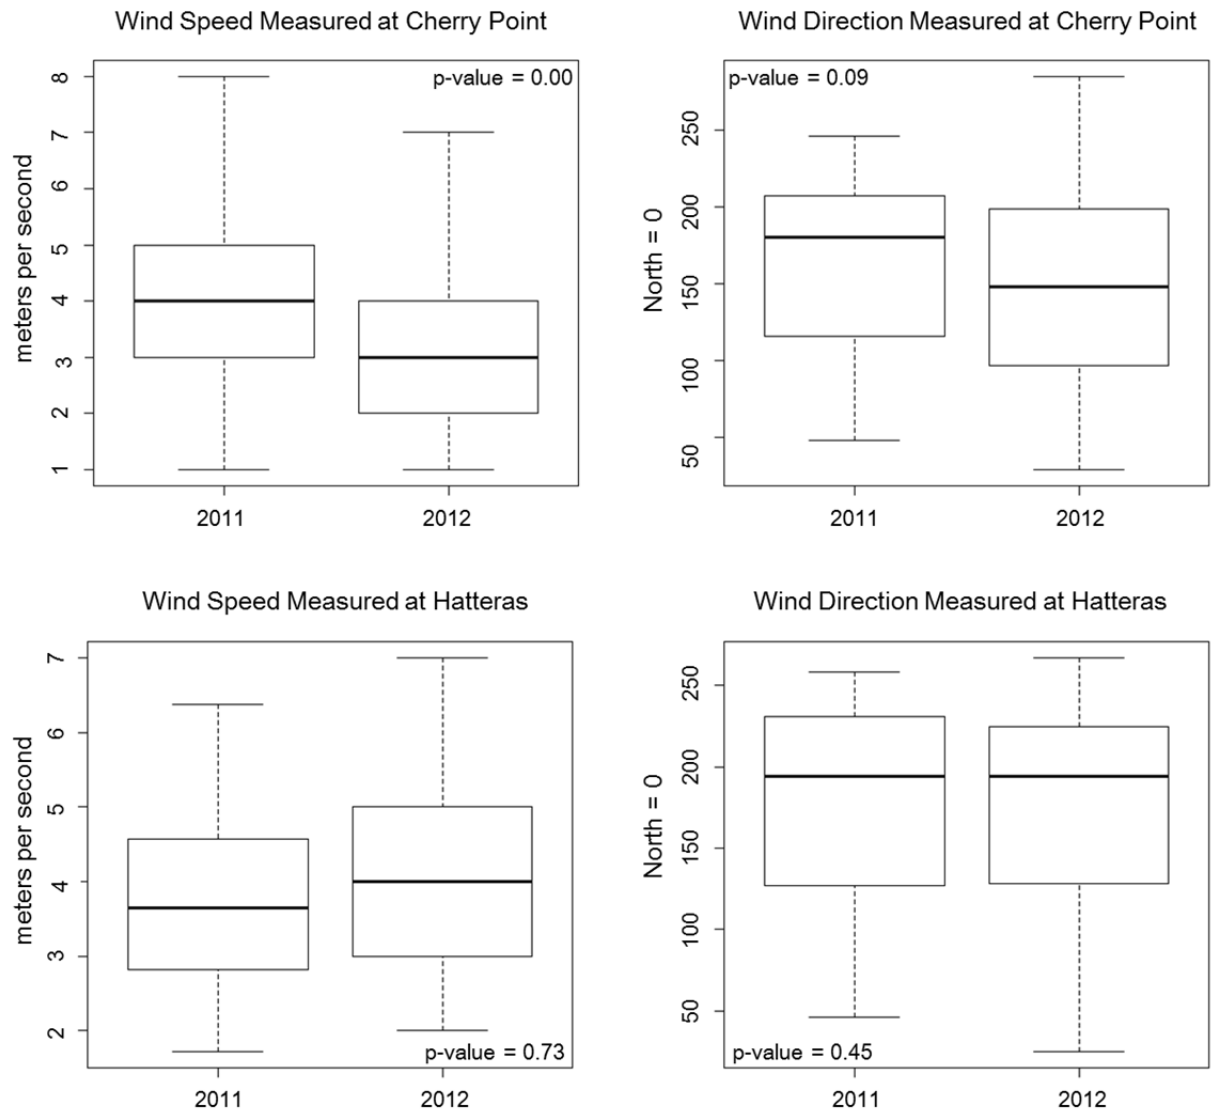 Wind Speed Measured at Cherry Point
p-value = 0.00
meters per second
8
7
6
5
4
3
2
1
2011 2012
Wind Direction Measured at Cherry Point
p-value = 0.09
North = 0
250
200
150
100
50
2011 2012
Wind Speed Measured at Hatteras
meters per second
7
6
5
4
3
2
p-value = 0.73
2011 2012
Wind Direction Measured at Hatteras
North = 0
250
200
150
100
50
p-value = 0.45
2011 2012